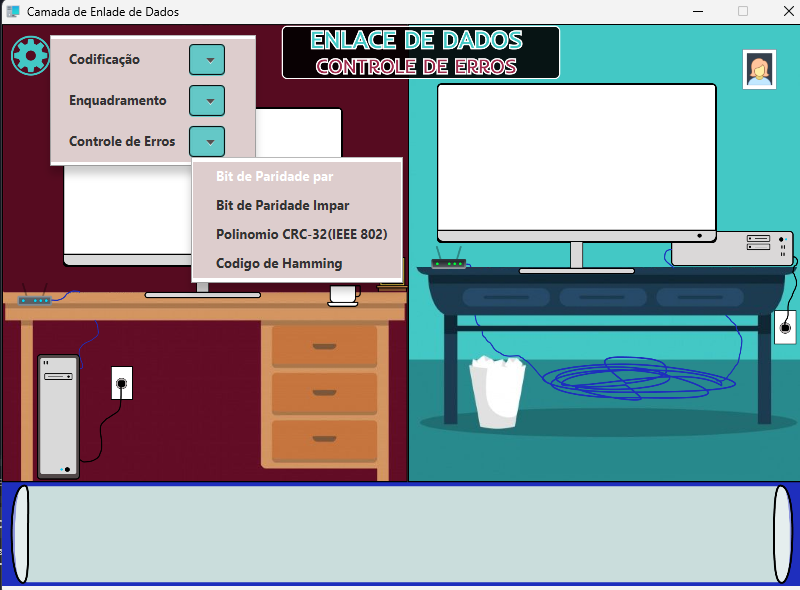 Camada de Enlade de Dados
ENLACE DE DADOS
CONTROLE DE ERROS
Codificação
Enquadramento
Controle de Erros
Bit de Paridade par
Bit de Paridade Impar
Polinomio CRC-32(IEEE 802)
Codigo de Hamming